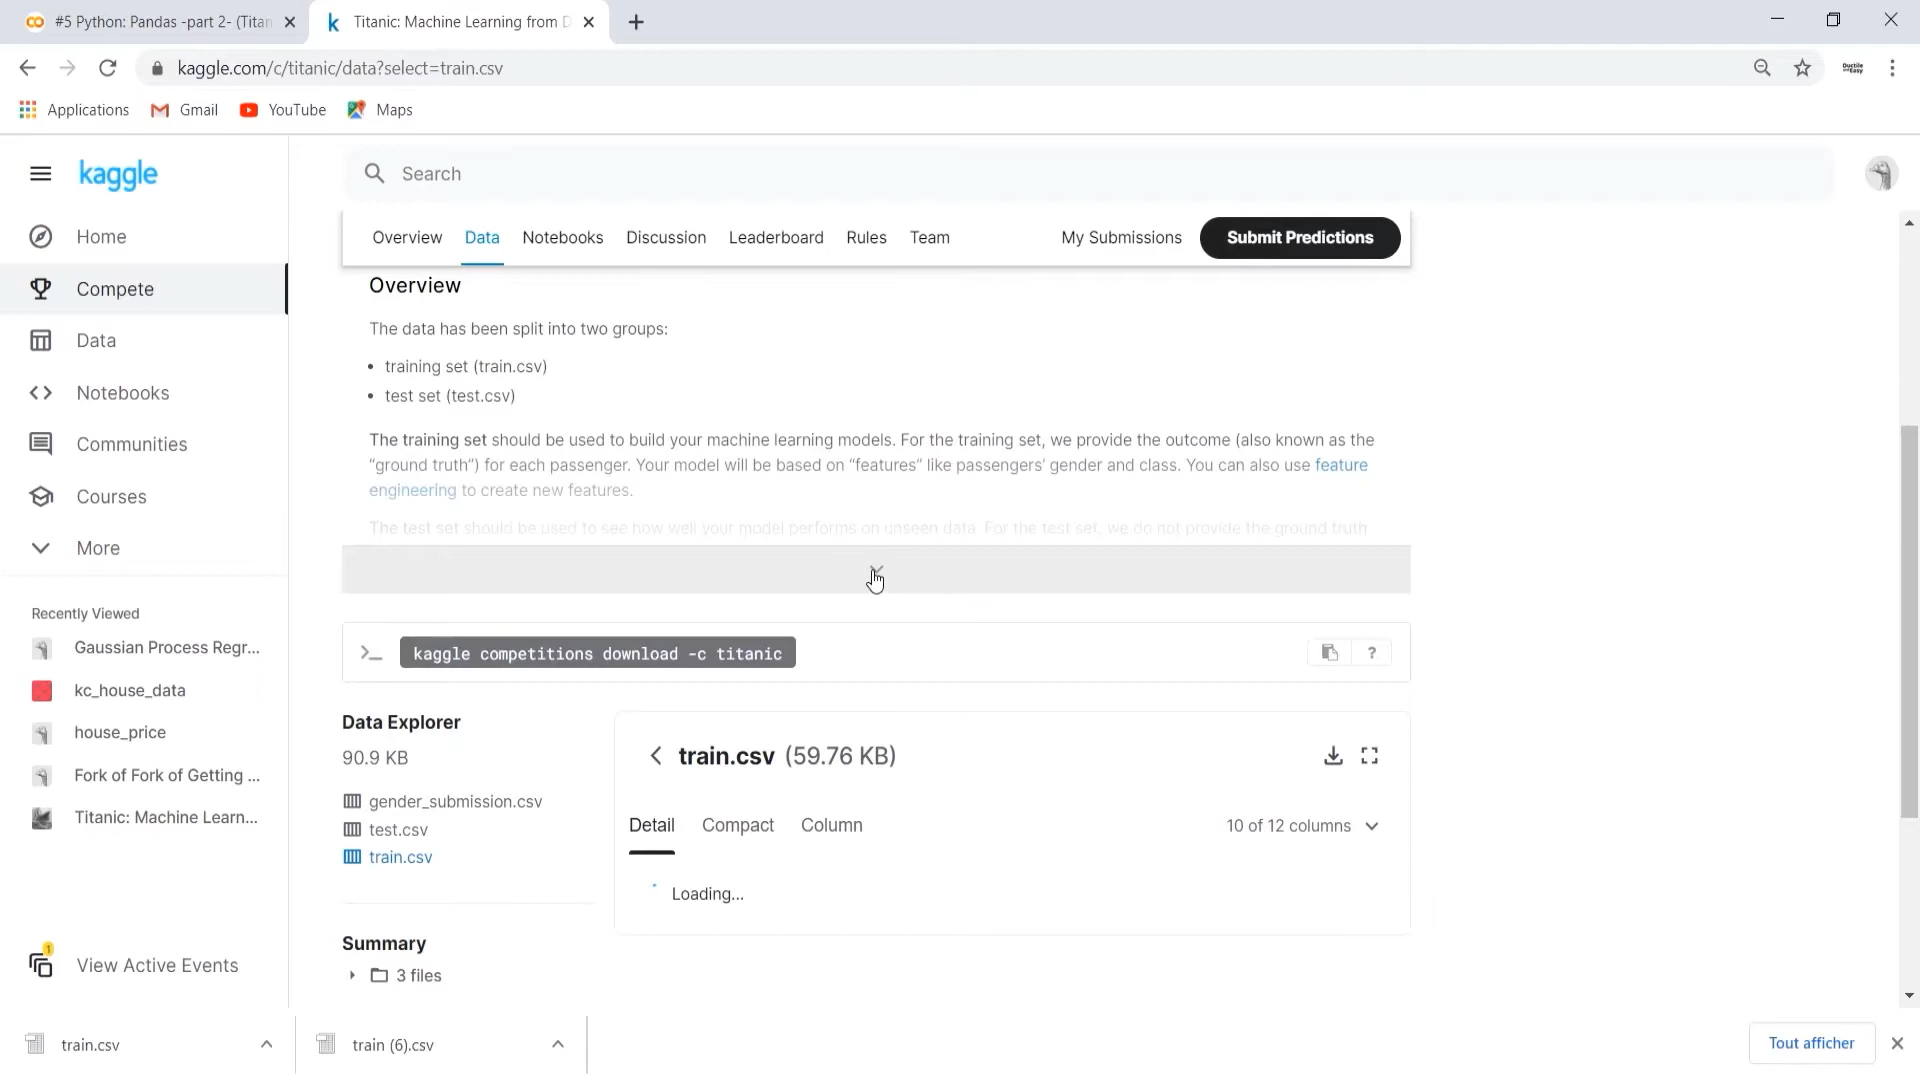 #5 Python: Pandas -part 2- (Titan
Titanic: Machine Learning from D
kaggle.com/c/titanic/data?select=train.csv
Ductile and Easy
Applications
Gmail
YouTube
Maps
kaggle
Search
Home
Compete
Data
Notebooks
Communities
Courses
More
Recently Viewed
Gaussian Process Regr...
kc_house_data
house_price
Fork of Fork of Getting ...
Titanic: Machine Learn...
1
View Active Events
Overview Data Notebooks Discussion Leaderboard Rules Team My Submissions Submit Predictions
Overview
The data has been split into two groups:
• training set (train.csv)
• test set (test.csv)
The training set should be used to build your machine learning models. For the training set, we provide the outcome (also known as the
“ground truth”) for each passenger. Your model will be based on “features” like passengers’ gender and class. You can also use feature
engineering to create new features.
The test set should be used to see how well your model performs on unseen data. For the test set, we do not provide the ground truth
>_ kaggle competitions download -c titanic ?
Data Explorer
90.9 KB
gender_submission.csv
test.csv
train.csv
Summary
3 files
train.csv (59.76 KB)
Detail Compact Column 10 of 12 columns
Loading...
train.csv
train (6).csv
Tout afficher